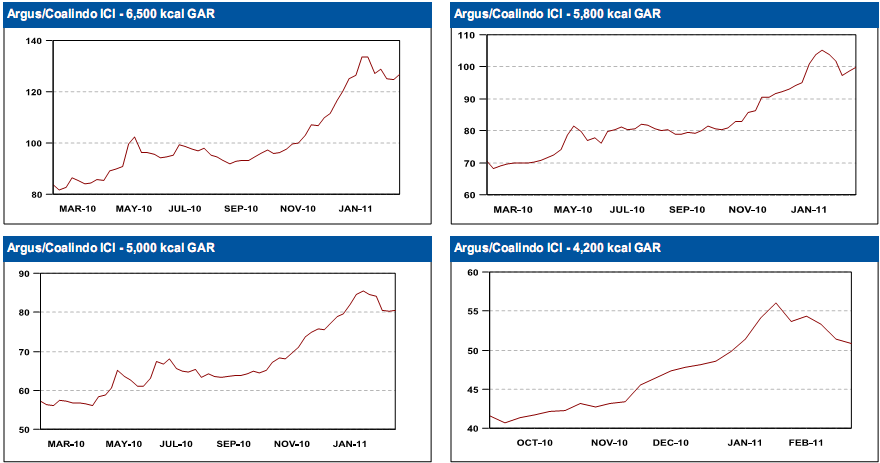 Argus/Coalindo ICI - 6,500 kcal GAR
140
120
100
80
MAR-10 MAY-10 JUL-10 SEP-10 NOV-10 JAN-11
Argus/Coalindo ICI - 5,800 kcal GAR
110
100
90
80
70
60
MAR-10 MAY-10 JUL-10 SEP-10 NOV-10 JAN-11
Argus/Coalindo ICI - 5,000 kcal GAR
90
80
70
60
50
MAR-10 MAY-10 JUL-10 SEP-10 NOV-10 JAN-11
Argus/Coalindo ICI - 4,200 kcal GAR
60
55
50
45
40
OCT-10 NOV-10 DEC-10 JAN-11 FEB-11